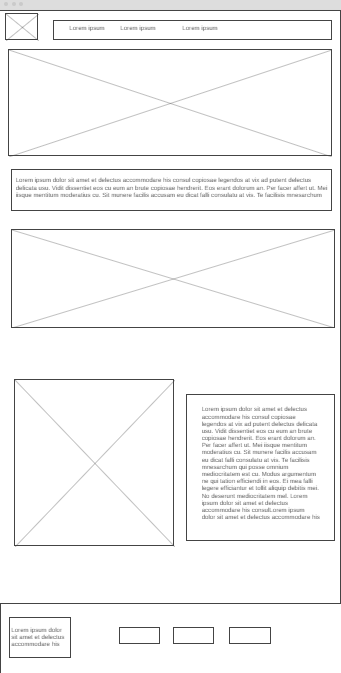 Lorem ipsum Lorem ipsum Lorem ipsum
Lorem ipsum dolor sit amet et delectus accommodare his consul copiosae legendos at vix ad putent delectus
delicata usu. Vidit dissentiet eos cu eum an brute copiosae hendrerit. Eos erant dolorum an. Per facer affert ut. Mei
iisque mentitum moderatius cu. Sit munere facilis accusam eu dicat falli consulatu at vis. Te facilisis mnesarchum
Lorem ipsum dolor sit amet et delectus
accommodare his consul copiosae
legendos at vix ad putent delectus delicata
usu. Vidit dissentiet eos cu eum an brute
copiosae hendrerit. Eos erant dolorum an.
Per facer affert ut. Mei iisque mentitum
moderatius cu. Sit munere facilis accusam
eu dicat falli consulatu at vis. Te facilisis
mnesarchum qui posse omnium
mediocritatem est cu. Modus argumentum
ne qui tation efficiendi in eos. Et mea falli
legere efficiantur et tollit aliquip debitis mei.
No deserunt mediocritatem mel. Lorem
ipsum dolor sit amet et delectus
accommodare his consulLorem ipsum
dolor sit amet et delectus accommodare his
Lorem ipsum dolor
sit amet et delectus
accommodare his